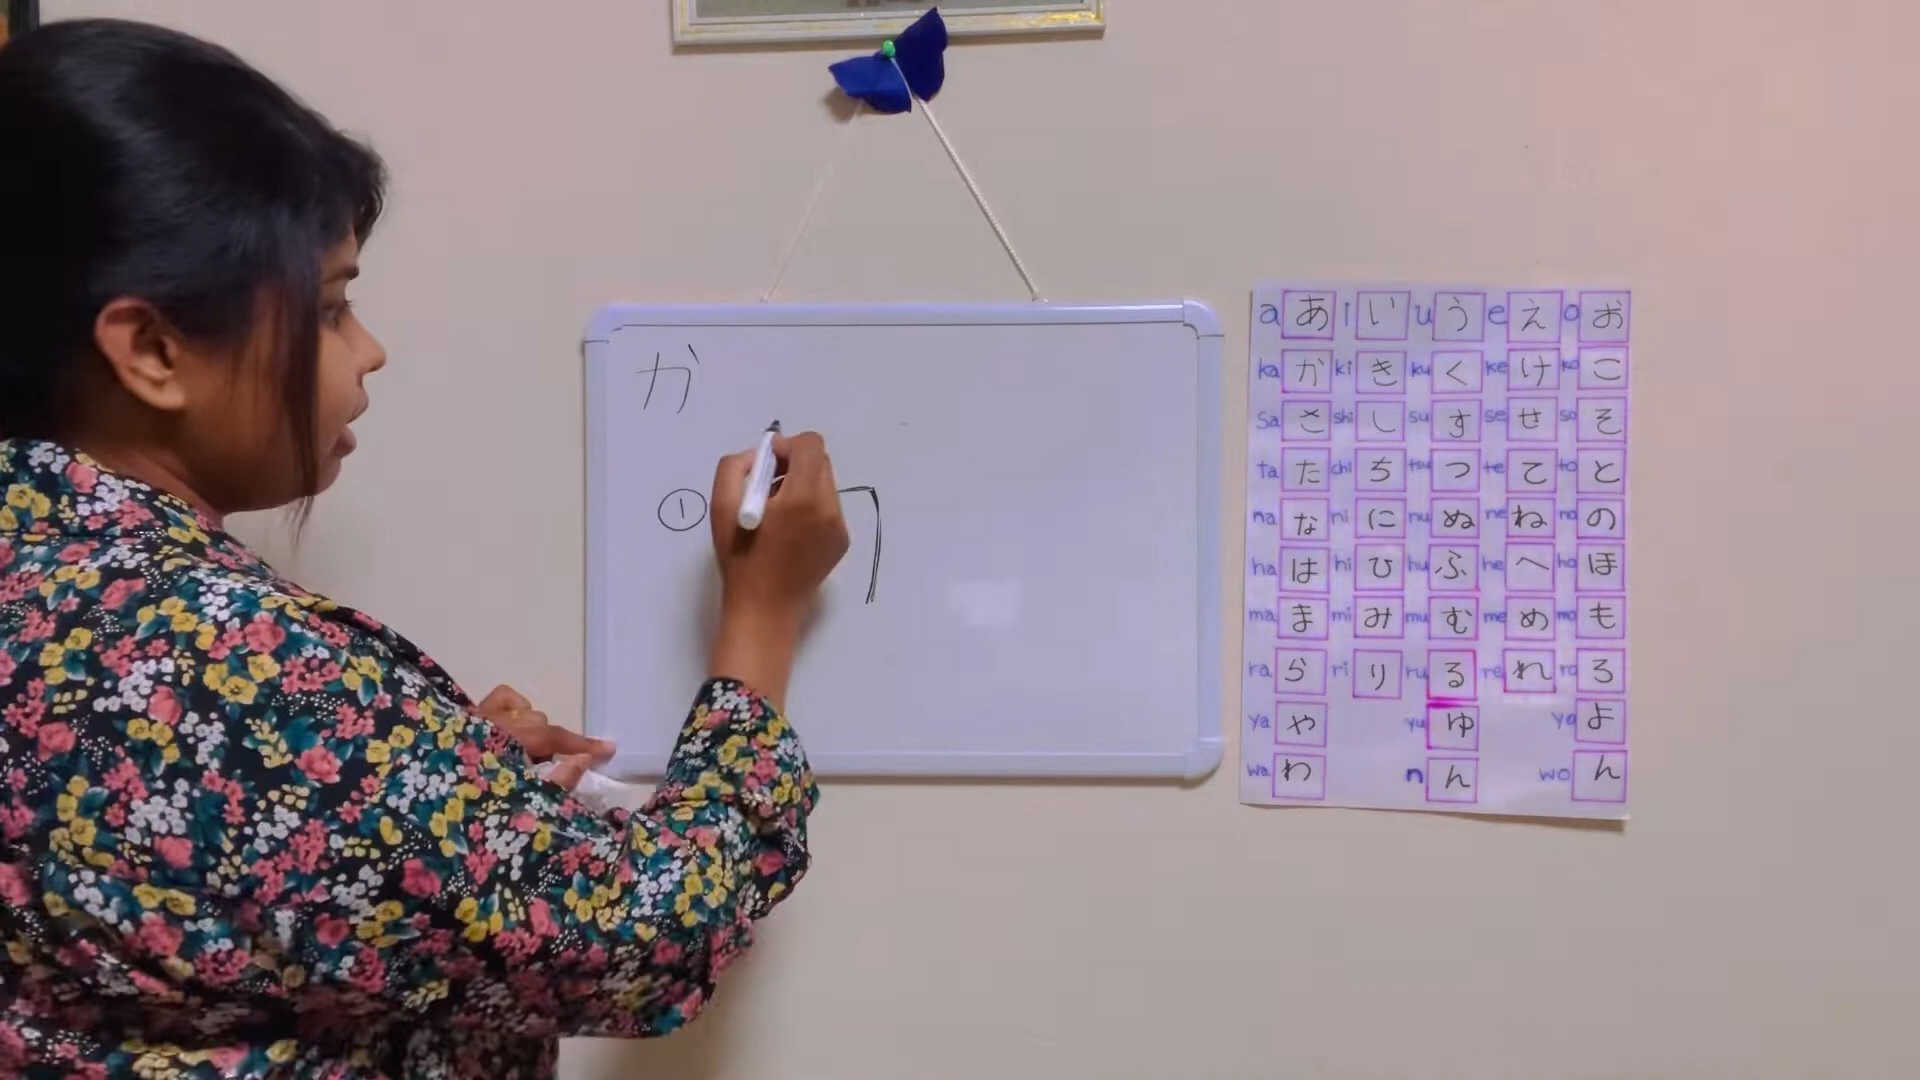 か
①
a あ i い u う e え o お
ka か ki き ku く ke け ko こ
sa さ shi し su す se せ so そ
ta た chi ち tsu つ te て to と
na な ni に nu ぬ ne ね no の
ha は hi ひ hu ふ he へ ho ほ
ma ま mi み mu む me め mo も
ra ら ri り ru る re れ ro ろ
ya や yu ゆ yo よ
wa わ n ん wo ん